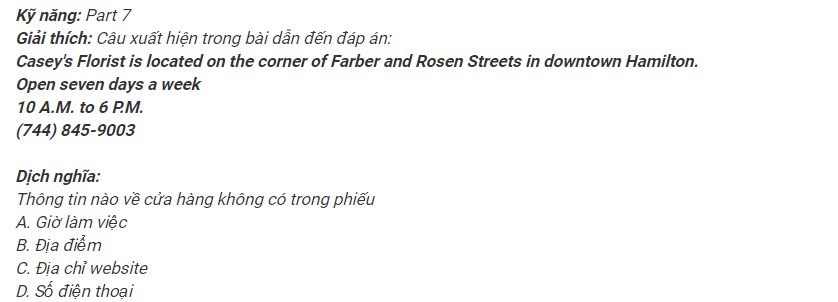 Kỹ năng: Part 7
Giải thích: Câu xuất hiện trong bài dẫn đến đáp án:
Casey's Florist is located on the corner of Farber and Rosen Streets in downtown Hamilton.
Open seven days a week
10 A.M. to 6 P.M.
(744) 845-9003
Dịch nghĩa:
Thông tin nào về cửa hàng không có trong phiếu
A. Giờ làm việc
B. Địa điểm
C. Địa chỉ website
D. Số điện thoại